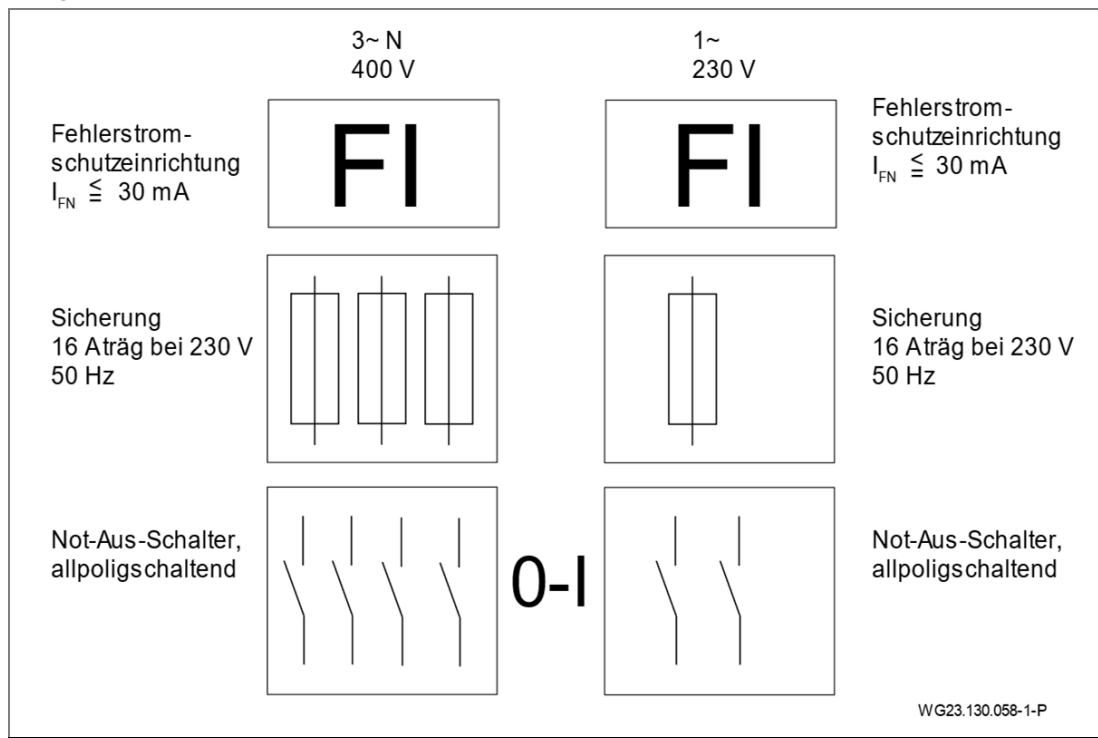 3~ N
400 V
1~
230 V
Fehlerstrom-
schutzeinrichtung
I_FN ≦ 30 mA
FI
FI
Fehlerstrom-
schutzeinrichtung
I_FN ≦ 30 mA
Sicherung
16 Aträg bei 230 V
50 Hz
Sicherung
16 Aträg bei 230 V
50 Hz
Not-Aus-Schalter,
allpoligschaltend
0-I
Not-Aus-Schalter,
allpoligschaltend
WG23.130.058-1-P